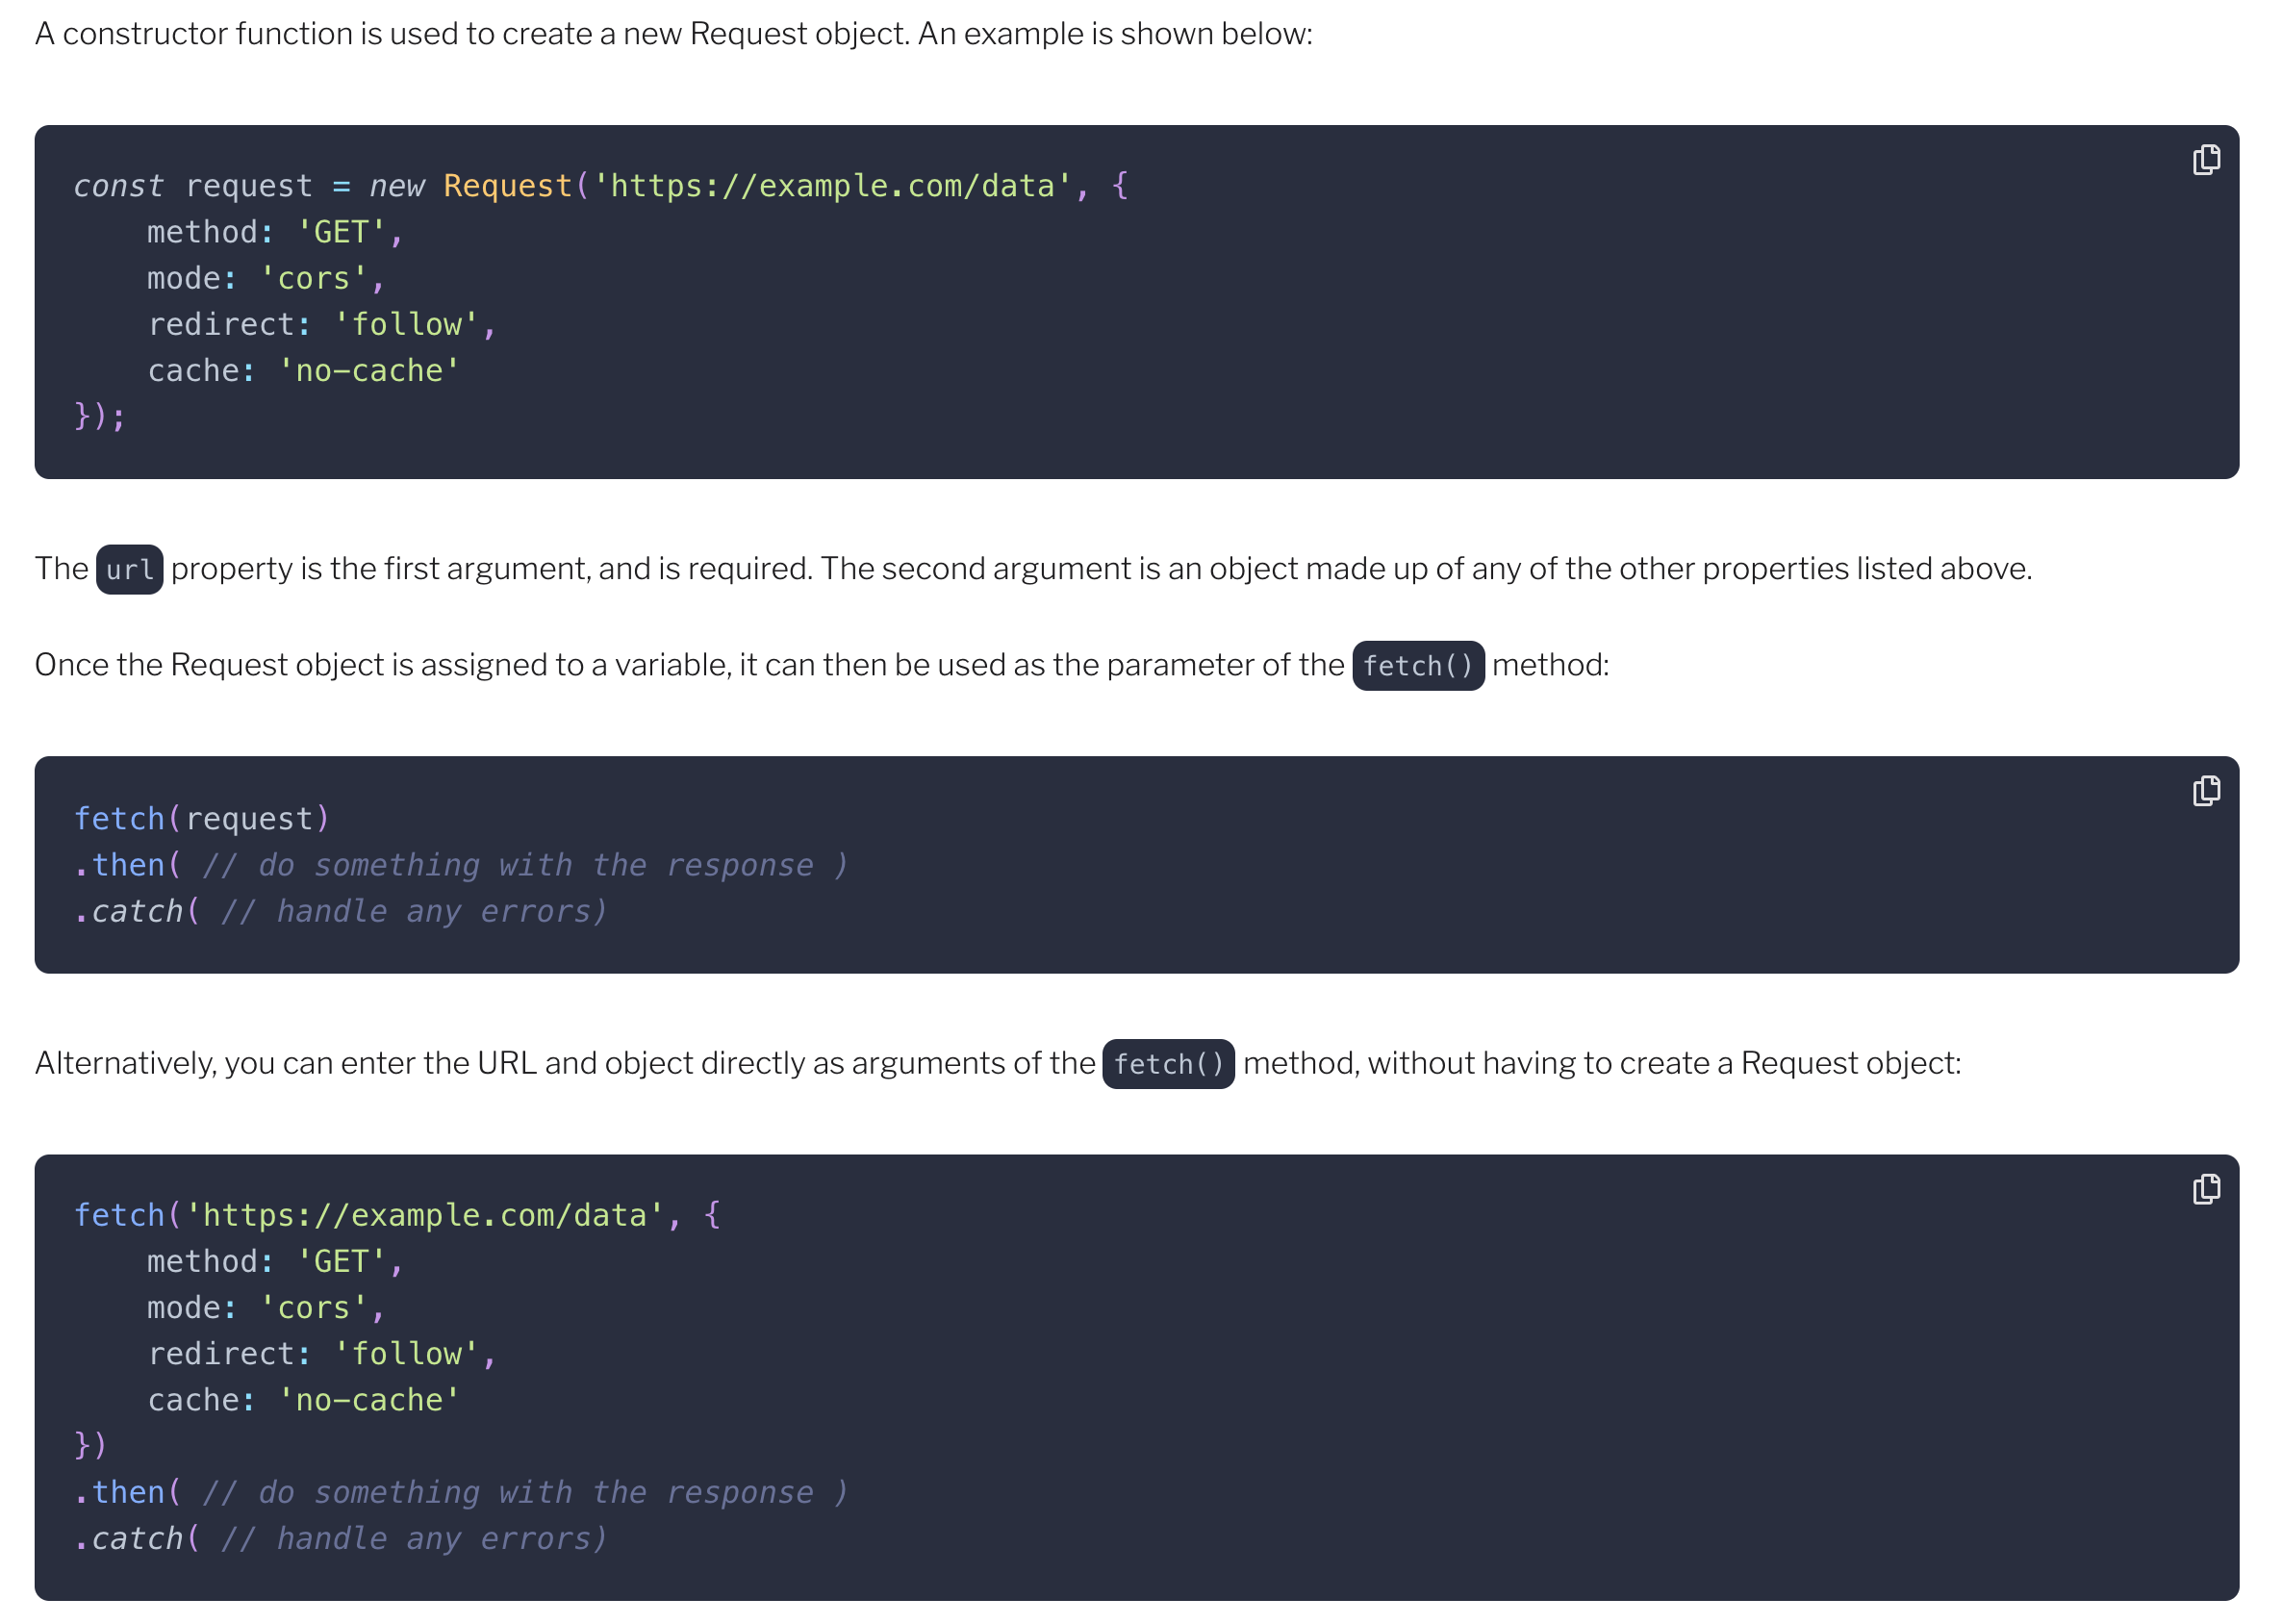 A constructor function is used to create a new Request object. An example is shown below:
const request = new Request('https://example.com/data', {
    method: 'GET',
    mode: 'cors',
    redirect: 'follow',
    cache: 'no-cache'
});
The url property is the first argument, and is required. The second argument is an object made up of any of the other properties listed above.
Once the Request object is assigned to a variable, it can then be used as the parameter of the fetch() method:
fetch(request)
.then( // do something with the response )
.catch( // handle any errors)
Alternatively, you can enter the URL and object directly as arguments of the fetch() method, without having to create a Request object:
fetch('https://example.com/data', {
    method: 'GET',
    mode: 'cors',
    redirect: 'follow',
    cache: 'no-cache'
})
.then( // do something with the response )
.catch( // handle any errors)